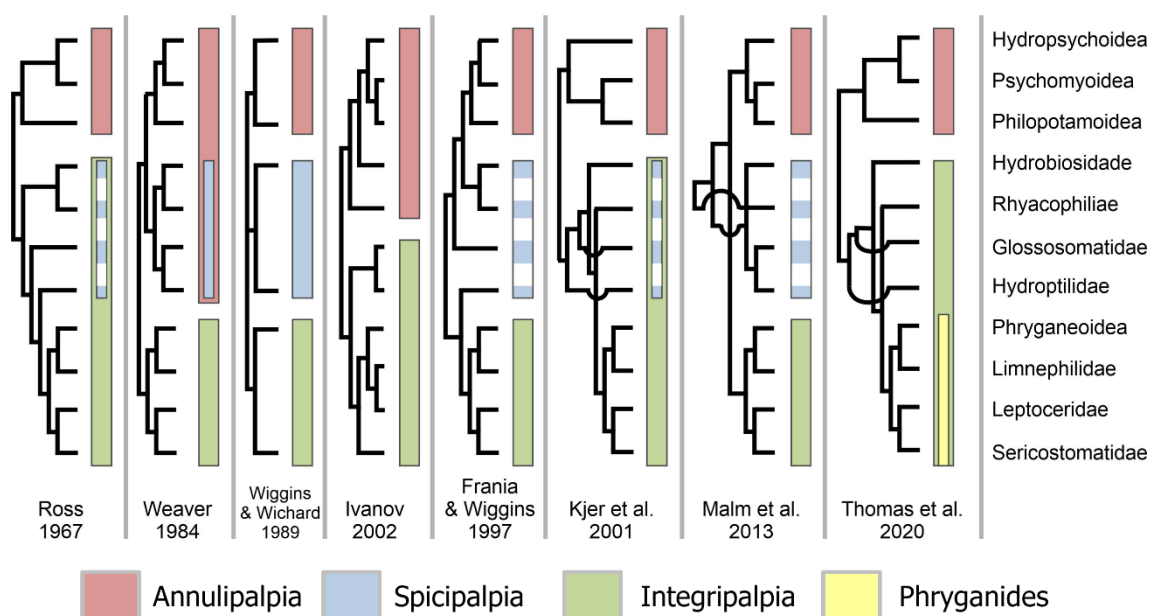 Hydropsychoidea
Psychomyoidea
Philopotamoidea
Hydrobiosidade
Rhyacophiliae
Glossosomatidae
Hydroptilidae
Phryganeoidea
Limnephilidae
Leptoceridae
Sericostomatidae
Ross
1967
Weaver
1984
Wiggins
& Wichard
1989
Ivanov
2002
Frania
& Wiggins
1997
Kjer et al.
2001
Malm et al.
2013
Thomas et al.
2020
Annulipalpia
Spicipalpia
Integripalpia
Phryganides